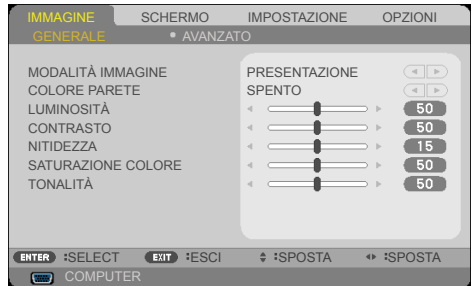 IMMAGINE SCHERMO IMPOSTAZIONE OPZIONI
GENERALE • AVANZATO
MODALITÀ IMMAGINE PRESENTAZIONE
COLORE PARETE SPENTO
LUMINOSITÀ 50
CONTRASTO 50
NITIDEZZA 15
SATURAZIONE COLORE 50
TONALITÀ 50
ENTER :SELECT EXIT :ESCI :SPOSTA :SPOSTA
COMPUTER